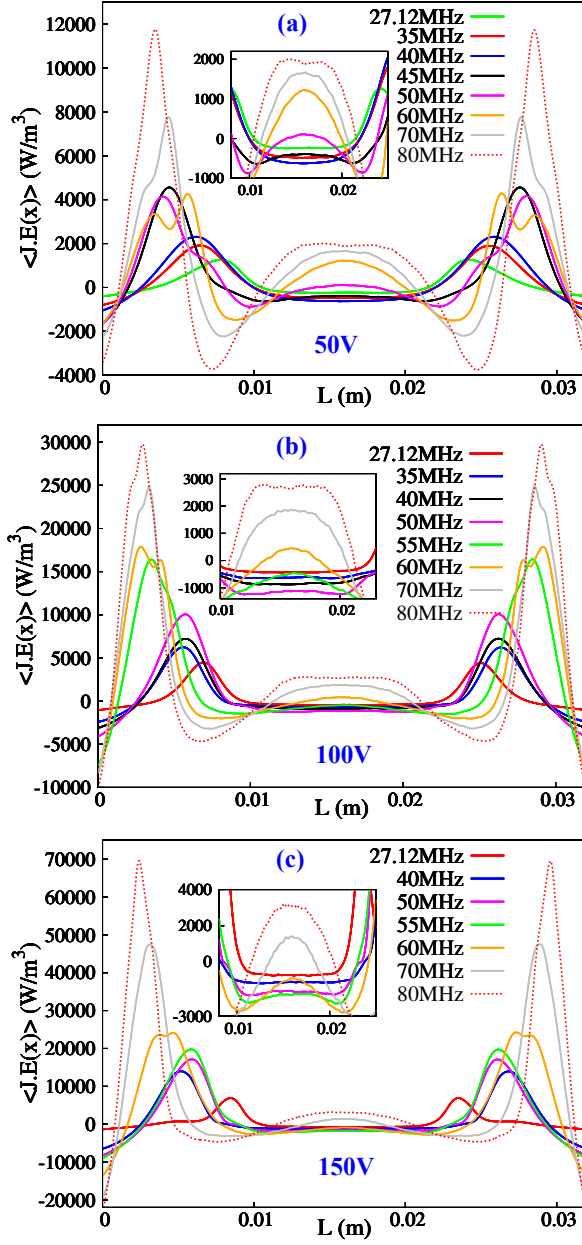 (a)
27.12MHz
35MHz
40MHz
45MHz
50MHz
60MHz
70MHz
80MHz
12000
10000
8000
6000
4000
2000
0
-2000
-4000
<J.E(x)> (W/m³)
2000
1000
0
-1000
0.01
0.02
50V
0
0.01
0.02
0.03
L (m)
(b)
27.12MHz
35MHz
40MHz
50MHz
55MHz
60MHz
70MHz
80MHz
30000
25000
20000
15000
10000
5000
0
-5000
-10000
<J.E(x)> (W/m³)
3000
2000
1000
0
-1000
0.01
0.02
100V
0
0.01
0.02
0.03
L (m)
(c)
27.12MHz
40MHz
50MHz
55MHz
60MHz
70MHz
80MHz
70000
60000
50000
40000
30000
20000
10000
0
-10000
-20000
<J.E(x)> (W/m³)
4000
0
-3000
0.01
0.02
150V
0
0.01
0.02
0.03
L (m)